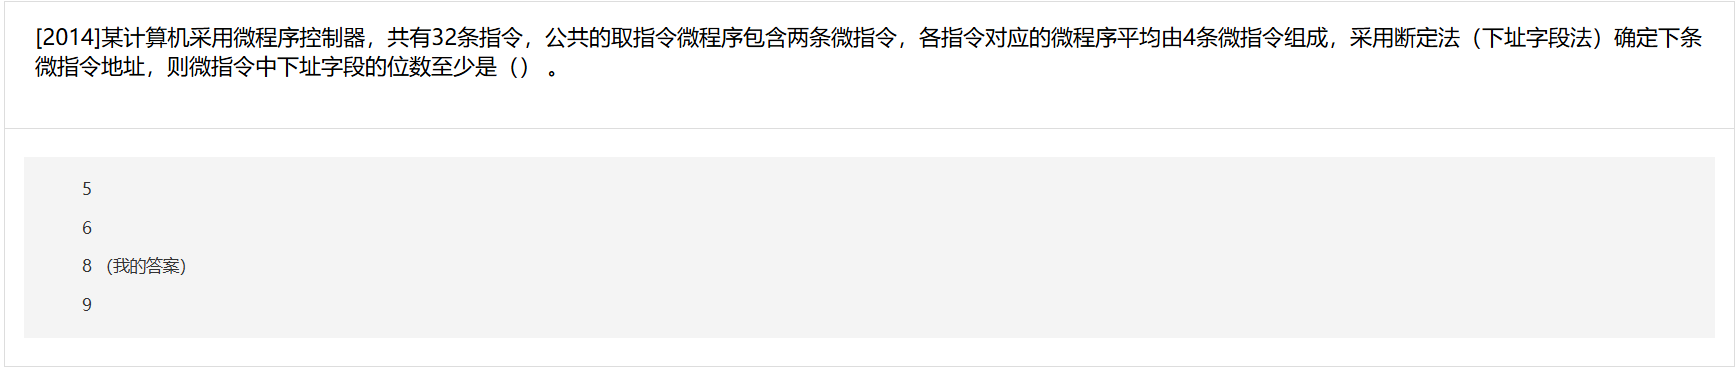 [2014]某计算机采用微程序控制器，共有32条指令，公共的取指令微程序包含两条微指令，各指令对应的微程序平均由4条微指令组成，采用断定法（下址字段法）确定下条
微指令地址，则微指令中下址字段的位数至少是（） 。
5
6
8 （我的答案）
9